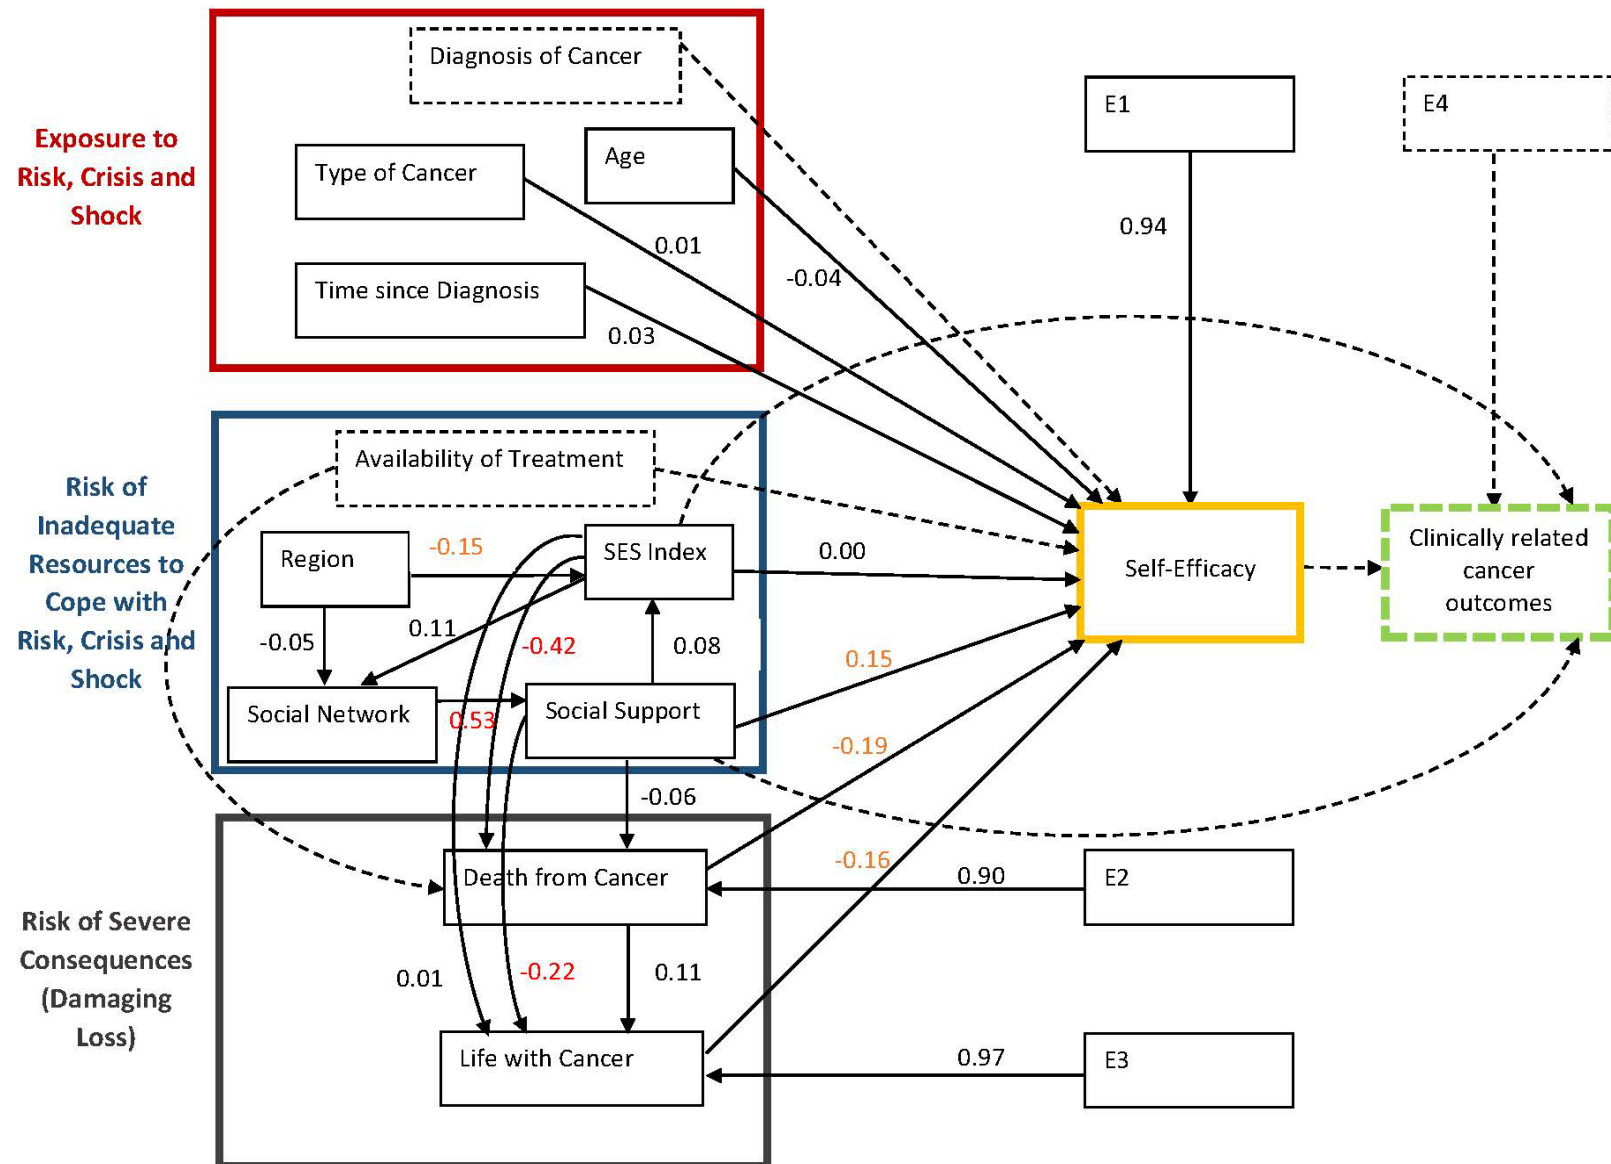 Diagnosis of Cancer
E1
E4
Exposure to
Risk, Crisis and
Shock
Type of Cancer
Age
0.94
0.01
-0.04
Time since Diagnosis
0.03
Availability of Treatment
Risk of
Inadequate
Resources to
Cope with
Risk, Crisis and
Shock
Region
-0.15
SES Index
0.00
Self-Efficacy
Clinically related
cancer
outcomes
-0.05
0.11
-0.42
0.08
0.15
Social Network
0.53
Social Support
-0.19
-0.06
-0.16
Death from Cancer
0.90
E2
Risk of Severe
Consequences
(Damaging
Loss)
0.01
-0.22
0.11
Life with Cancer
0.97
E3